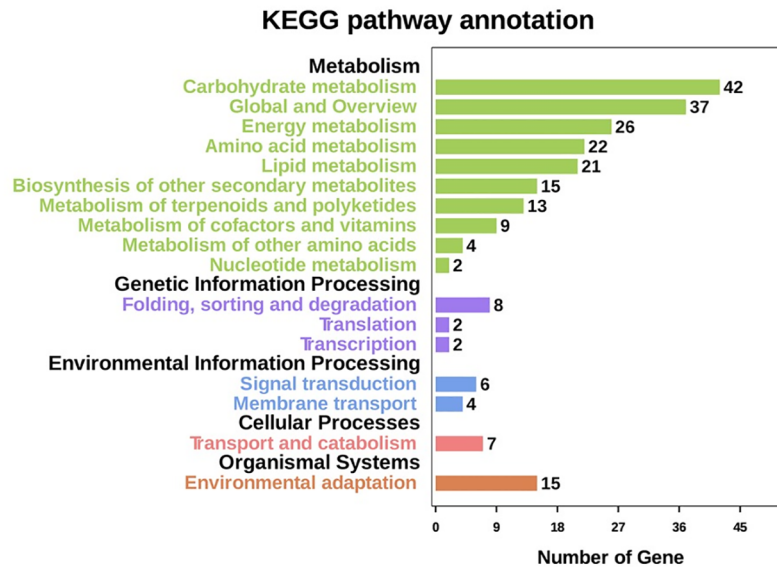 KEGG pathway annotation
Metabolism
Carbohydrate metabolism 42
Global and Overview 37
Energy metabolism 26
Amino acid metabolism 22
Lipid metabolism 21
Biosynthesis of other secondary metabolites 15
Metabolism of terpenoids and polyketides 13
Metabolism of cofactors and vitamins 9
Metabolism of other amino acids 4
Nucleotide metabolism 2
Genetic Information Processing
Folding, sorting and degradation 8
Translation 2
Transcription 2
Environmental Information Processing
Signal transduction 6
Membrane transport 4
Cellular Processes
Transport and catabolism 7
Organismal Systems
Environmental adaptation 15
0 9 18 27 36 45
Number of Gene